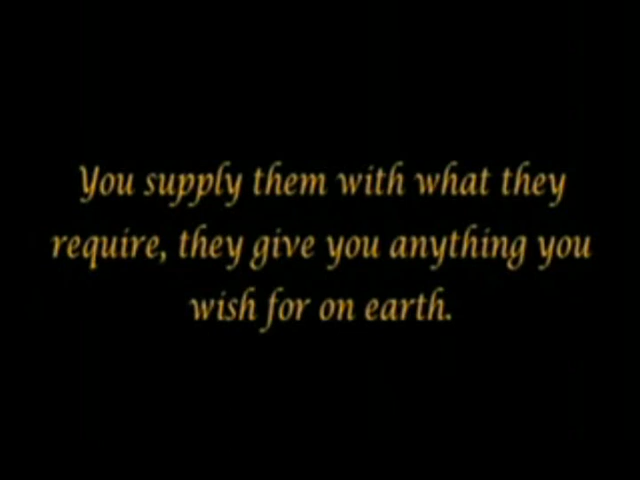 You supply them with what they
require, they give you anything you
wish for on earth.